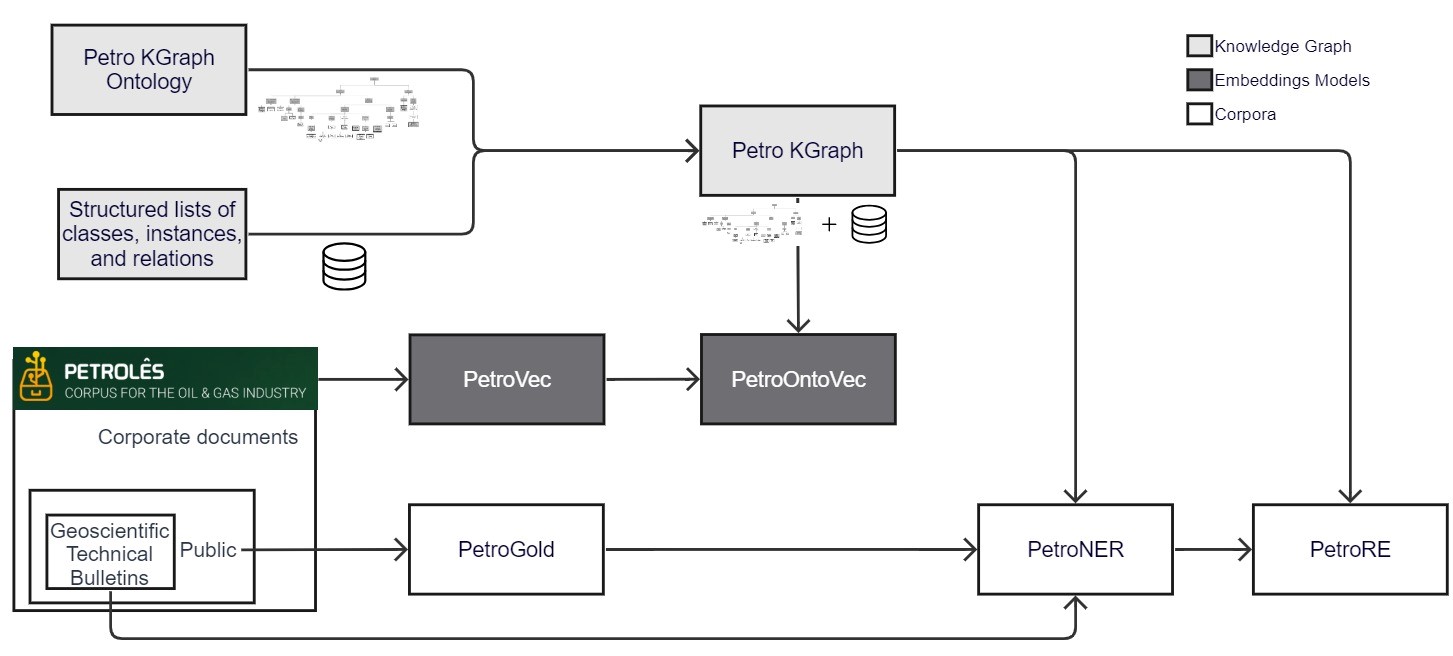 Petro KGraph
Ontology
Knowledge Graph
Embeddings Models
Corpora
Petro KGraph
Structured lists of
classes, instances,
and relations
+
PETROLÊS
CORPUS FOR THE OIL & GAS INDUSTRY
PetroVec
PetroOntoVec
Corporate documents
Geoscientific
Technical
Bulletins
Public
PetroGold
PetroNER
PetroRE